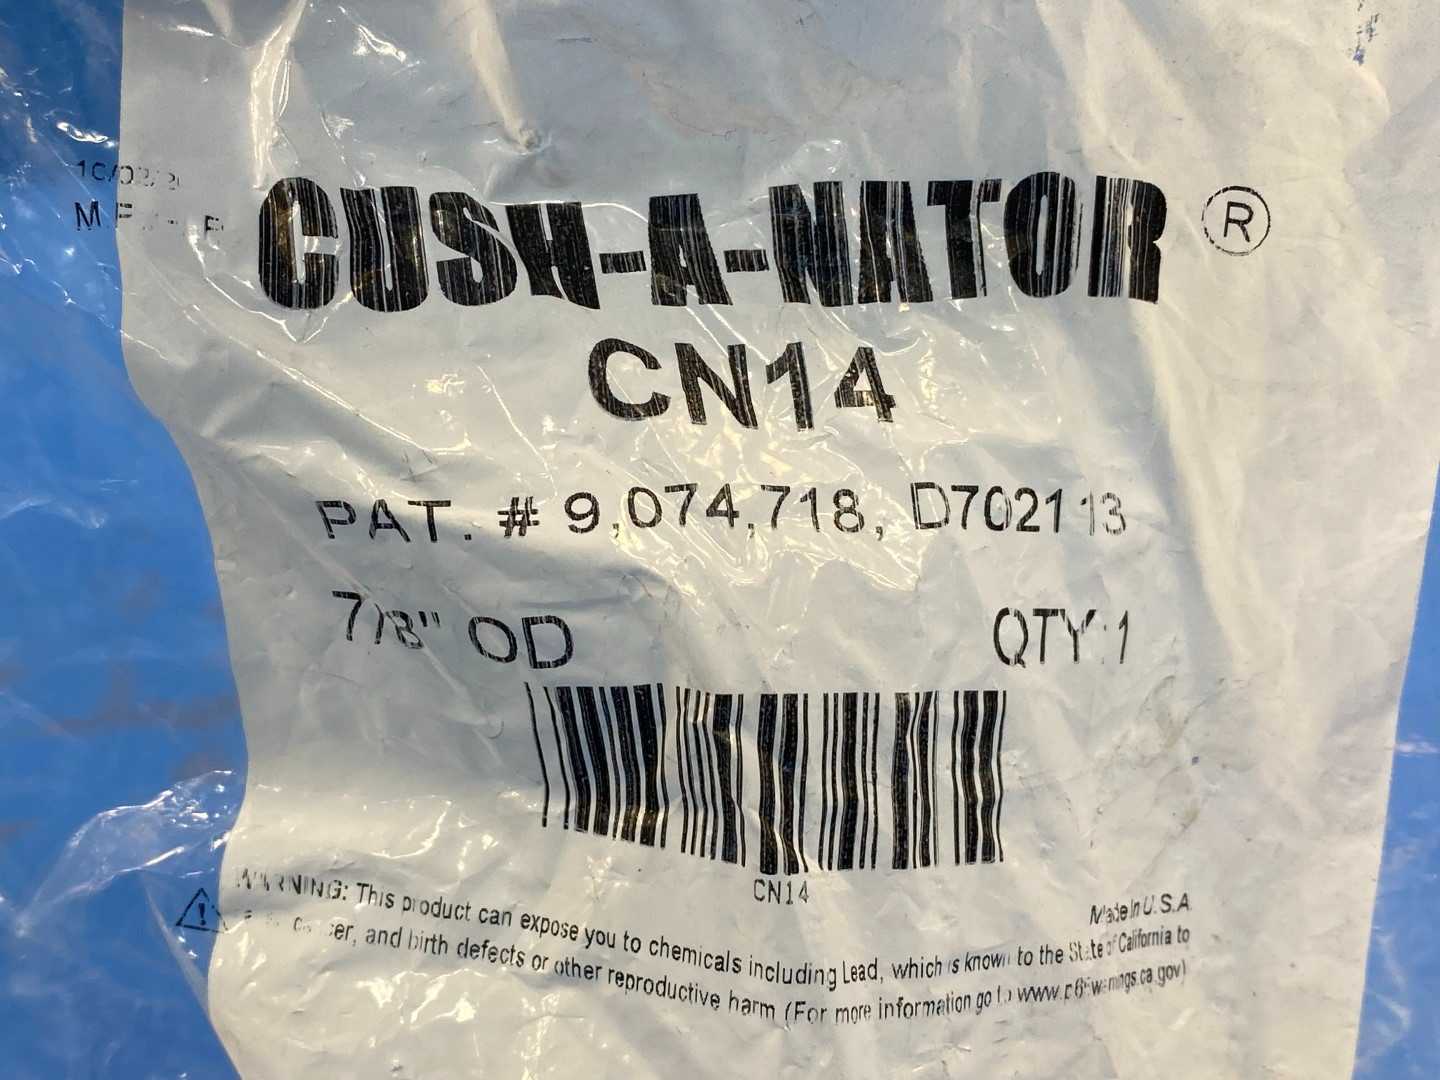 CUSH-A-NATOR ®
CN14
PAT. # 9,074,718, D702113
7/8" OD QTY:1
CN14
Made in U.S.A.
WARNING: This product can expose you to chemicals including Lead, which is known to the State of California to
cancer, and birth defects or other reproductive harm (For more information go to www.p65warnings.ca.gov)